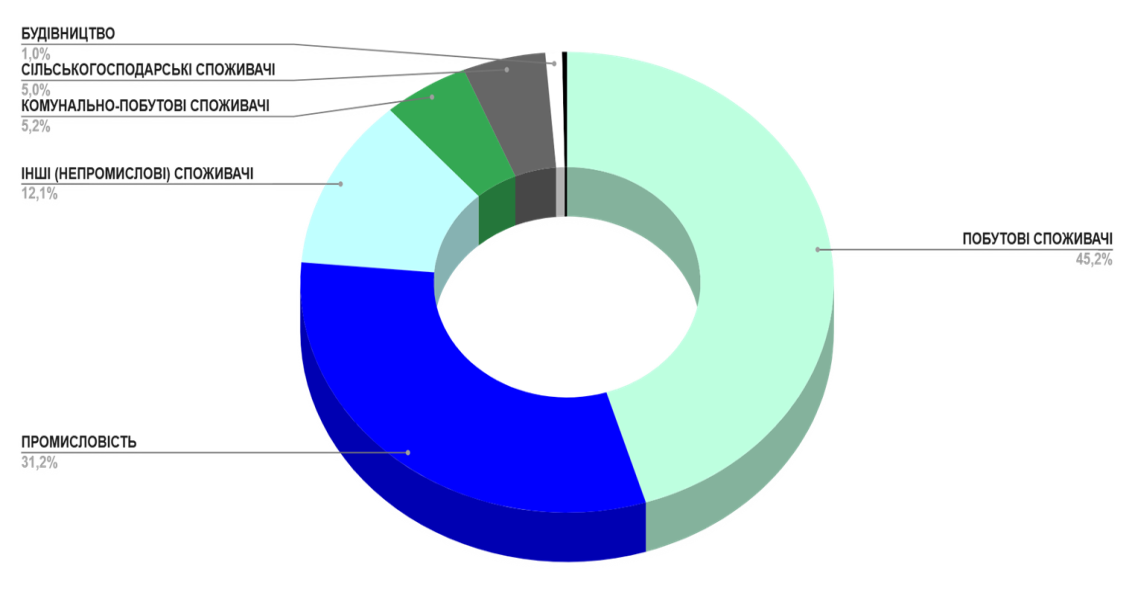 БУДІВНИЦТВО
1,0%
СІЛЬСЬКОГОСПОДАРСЬКІ СПОЖИВАЧІ
5,0%
КОМУНАЛЬНО-ПОБУТОВІ СПОЖИВАЧІ
5,2%
ІНШІ (НЕПРОМИСЛОВІ) СПОЖИВАЧІ
12,1%
ПОБУТОВІ СПОЖИВАЧІ
45,2%
ПРОМИСЛОВІСТЬ
31,2%